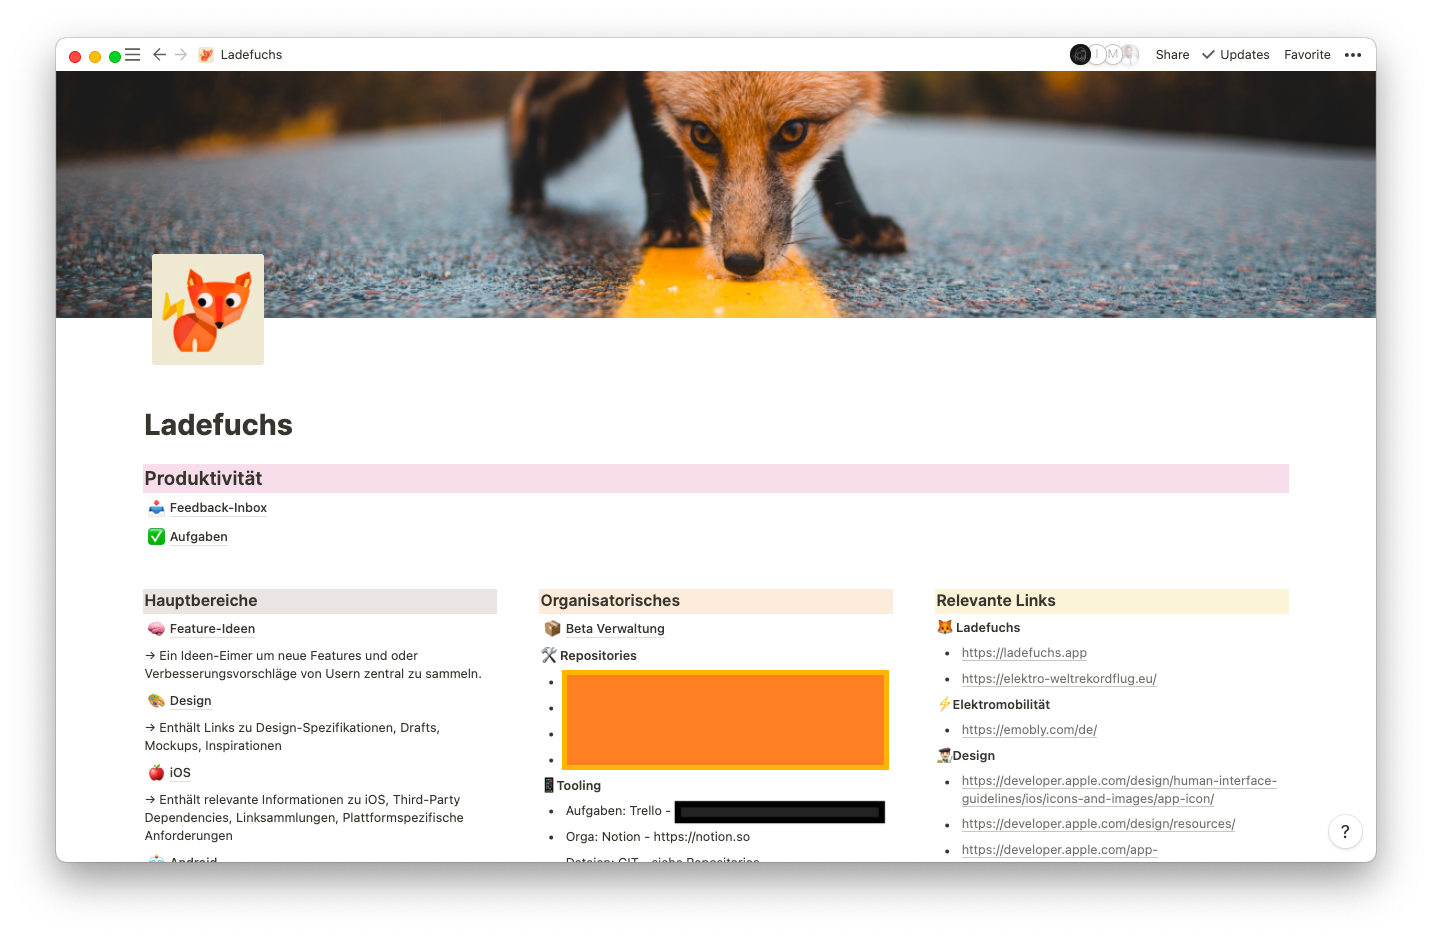 Ladefuchs
I
M
Share
Updates
Favorite
Ladefuchs
Produktivität
Feedback-Inbox
Aufgaben
Hauptbereiche
Feature-Ideen
→ Ein Ideen-Eimer um neue Features und oder
Verbesserungsvorschläge von Usern zentral zu sammeln.
Design
→ Enthält Links zu Design-Spezifikationen, Drafts,
Mockups, Inspirationen
iOS
→ Enthält relevante Informationen zu iOS, Third-Party
Dependencies, Linksammlungen, Plattformspezifische
Anforderungen
Android
Organisatorisches
Beta Verwaltung
Repositories
Tooling
• Aufgaben: Trello -
• Orga: Notion - https://notion.so
Dateien: GIT - siehe Repositories
Relevante Links
Ladefuchs
• https://ladefuchs.app
• https://elektro-weltrekordflug.eu/
Elektromobilität
• https://emobly.com/de/
Design
• https://developer.apple.com/design/human-interface-
guidelines/ios/icons-and-images/app-icon/
• https://developer.apple.com/design/resources/
• https://developer.apple.com/app-
?